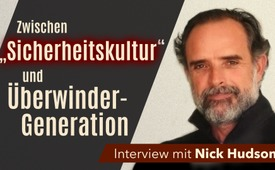 Zwischen
„Sicherheitskultur“
und
Überwinder-
Generation
Interview mit Nick Hudson